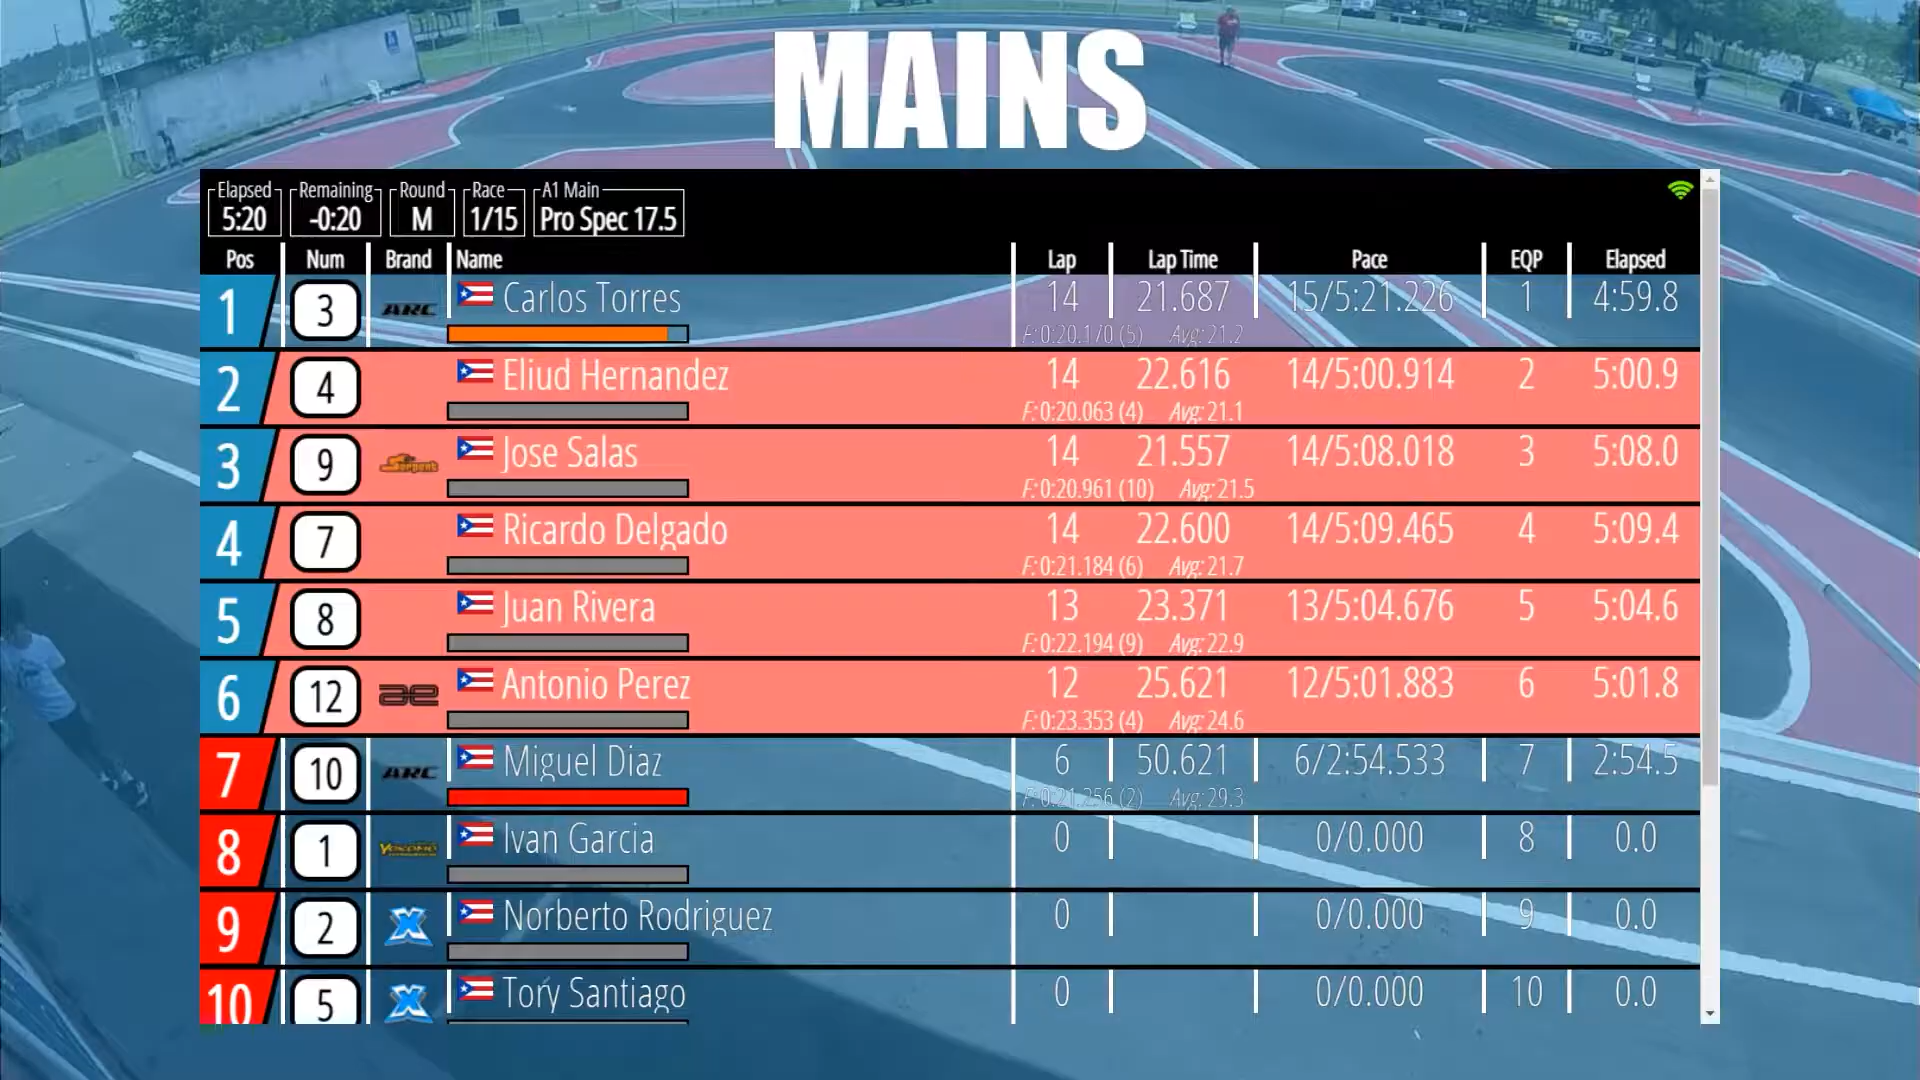 MAINS
Elapsed Remaining Round Race A1 Main
5:20 -0:20 M 1/15 Pro Spec 17.5
Pos Num Brand Name Lap Lap Time Pace EQP Elapsed
1 3 ARC Carlos Torres 14 21.687 15/5:21.226 1 4:59.8
F: 0:20.170 (5) Avg: 21.2
2 4 Eliud Hernandez 14 22.616 14/5:00.914 2 5:00.9
F: 0:20.063 (4) Avg: 21.1
3 9 Serpent Jose Salas 14 21.557 14/5:08.018 3 5:08.0
F: 0:20.961 (10) Avg: 21.5
4 7 Ricardo Delgado 14 22.600 14/5:09.465 4 5:09.4
F: 0:21.184 (6) Avg: 21.7
5 8 Juan Rivera 13 23.371 13/5:04.676 5 5:04.6
F: 0:22.194 (9) Avg: 22.9
6 12 ae Antonio Perez 12 25.621 12/5:01.883 6 5:01.8
F: 0:23.353 (4) Avg: 24.6
7 10 ARC Miguel Diaz 6 50.621 6/2:54.533 7 2:54.5
F: 0:21.256 (2) Avg: 29.3
8 1 YOKOMO Ivan Garcia 0 0/0.000 8 0.0
9 2 X Norberto Rodriguez 0 0/0.000 9 0.0
10 5 X Tory Santiago 0 0/0.000 10 0.0